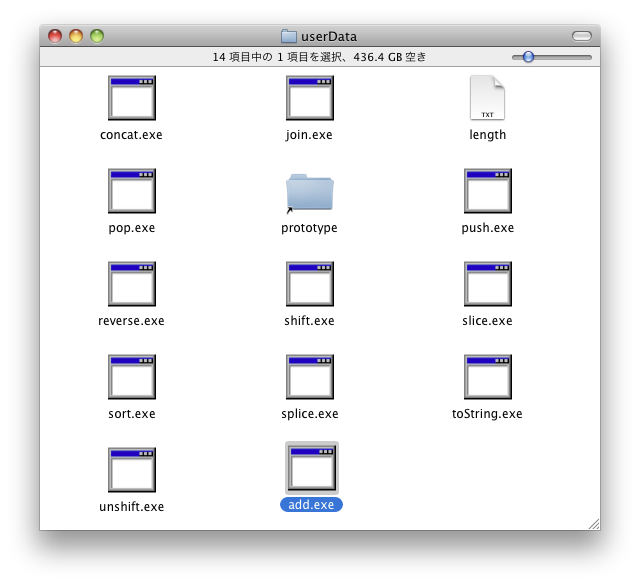 userData
14 項目中の 1 項目を選択、436.4 GB 空き
concat.exe
join.exe
TXT
length
pop.exe
prototype
push.exe
reverse.exe
shift.exe
slice.exe
sort.exe
splice.exe
toString.exe
unshift.exe
add.exe